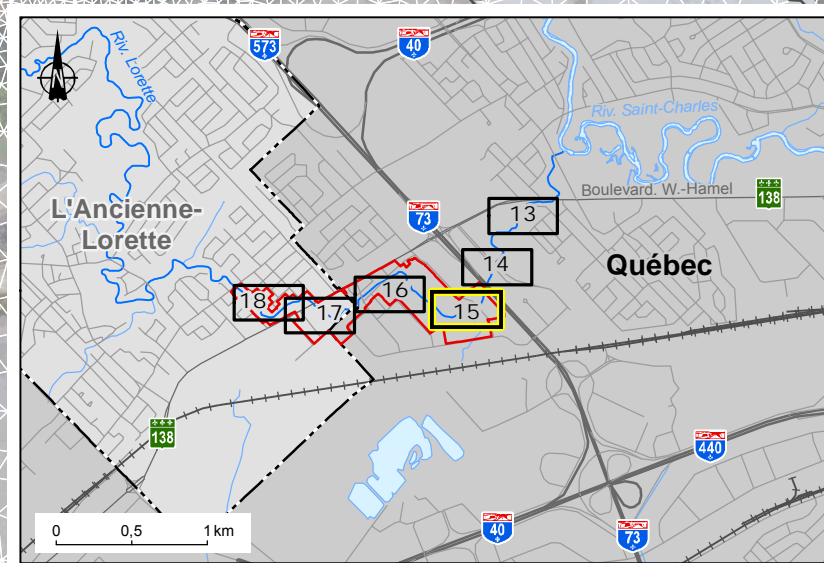 573
40
Riv. Lorette
Riv. Saint-Charles
Boulevard. W.-Hamel
138
L'Ancienne-
Lorette
73
13
14
Québec
18
17
16
15
138
440
0 0,5 1 km
40
73